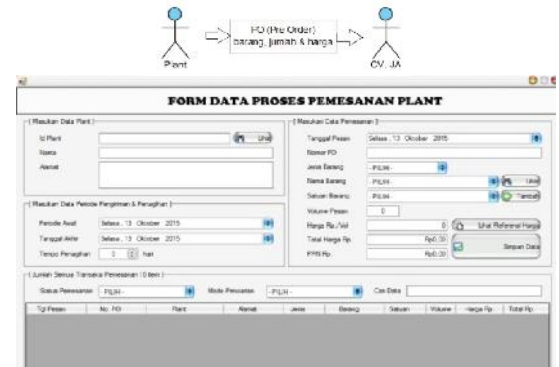 PO (Pre Order)
barang, jumlah & harga
Plant
CV. JA
FORM DATA PROSES PEMESANAN PLANT
[ Masukan Data Plant ]
Id Plant
Lihat
Nama
Alamat
[ Masukan Data Pemesanan ]
Tanggal Pesan Selasa , 13 Oktober 2015
Nomor PO
Jenis Barang - PILIH -
Nama Barang - PILIH - Lihat
Satuan Barang - PILIH - Tambah
Volume Pesan 0
Harga Rp./Vol 0 Lihat Referensi Harga
Total Harga Rp. Rp0,00 Simpan Data
PPN Rp. Rp0,00
[ Masukan Data Periode Pengiriman & Penagihan ]
Periode Awal Selasa , 13 Oktober 2015
Tanggal Akhir Selasa , 13 Oktober 2015
Tempo Penagihan hari
[ Jumlah Semua Transaksi Pemesanan : 0 item ]
Status Pemesanan - PILIH - Mode Pencarian - PILIH - Cari Data
Tgl Pesan No. PO Plant Alamat Jenis Barang Satuan Volume Harga Rp. Total Rp.